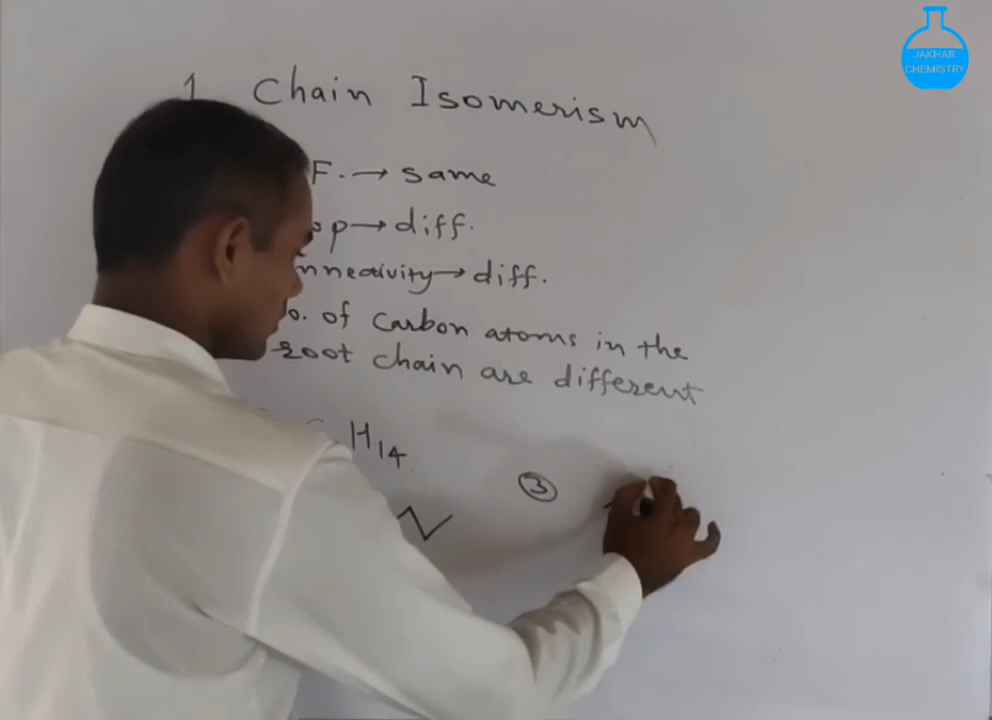 1 Chain Isomerism
F. → same
p → diff.
nnectivity → diff.
o. of carbon atoms in the
root chain are different
H14
3
JAKHAR
CHEMISTRY